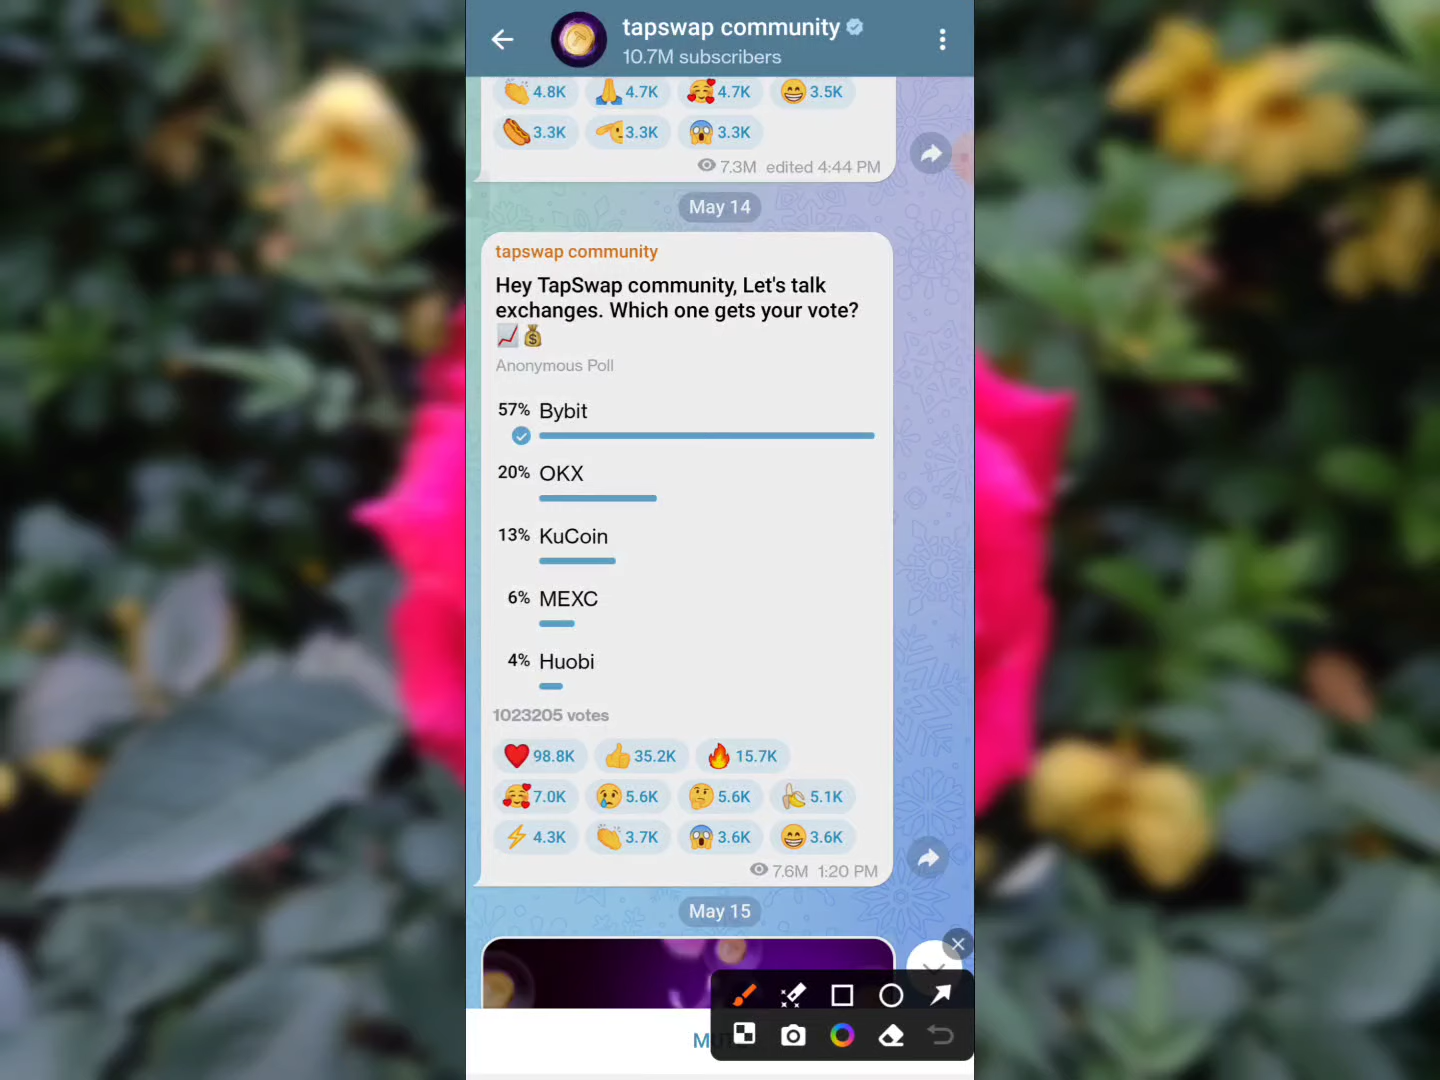 tapswap community
10.7M subscribers
4.8K 4.7K 4.7K 3.5K
3.3K 3.3K 3.3K
7.3M edited 4:44 PM
May 14
tapswap community
Hey TapSwap community, Let's talk
exchanges. Which one gets your vote?
Anonymous Poll
57% Bybit
20% OKX
13% KuCoin
6% MEXC
4% Huobi
1023205 votes
98.8K 35.2K 15.7K
7.0K 5.6K 5.6K 5.1K
4.3K 3.7K 3.6K 3.6K
7.6M 1:20 PM
May 15